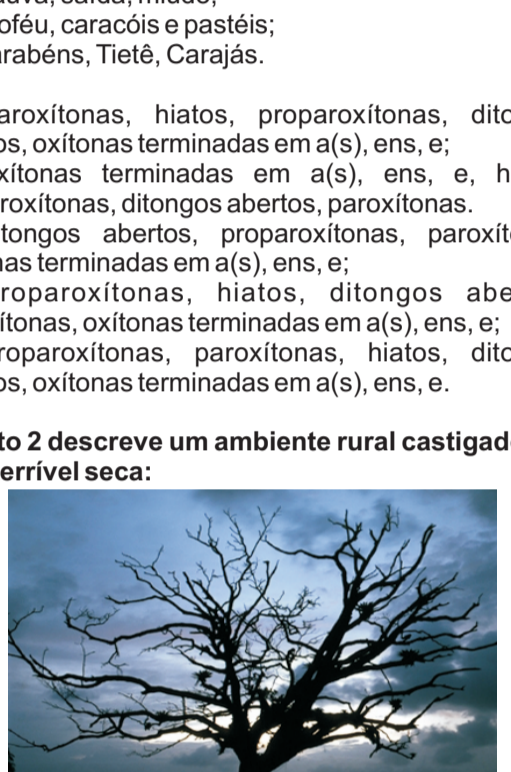 saída, miúdo,
oféu, caracóis e pastéis;
rabéns, Tietê, Carajás.
aroxítonas, hiatos, proparoxítonas, dito
os, oxítonas terminadas em a(s), ens, e;
xítonas terminadas em a(s), ens, e, h
roxítonas, ditongos abertos, paroxítonas.
tongos abertos, proparoxítonas, paroxít
nas terminadas em a(s), ens, e;
roparoxítonas, hiatos, ditongos abe
ítonas, oxítonas terminadas em a(s), ens, e;
roparoxítonas, paroxítonas, hiatos, dito
os, oxítonas terminadas em a(s), ens, e.
to 2 descreve um ambiente rural castigad
errível seca: